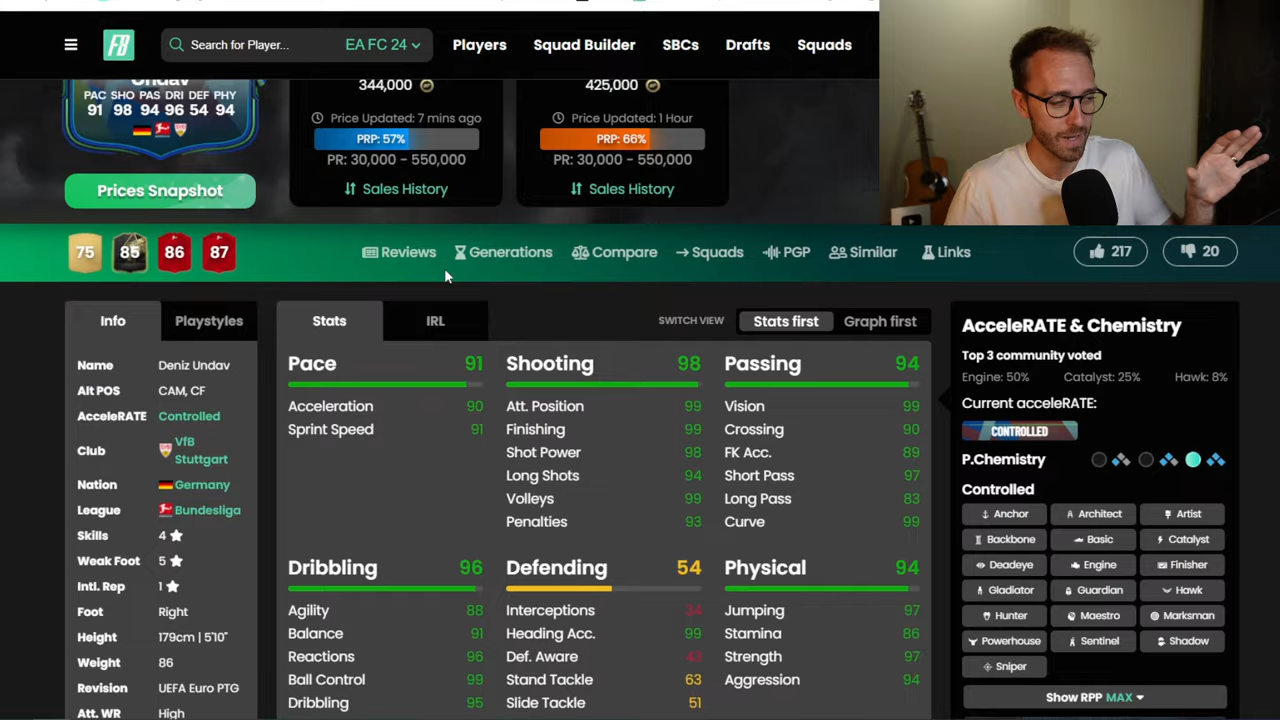 FB
Search for Player...
EA FC 24
Players
Squad Builder
SBCs
Drafts
Squads
Undav
PAC SHO PAS DRI DEF PHY
91 98 94 96 54 94
Prices Snapshot
344,000
Price Updated: 7 mins ago
PRP: 57%
PR: 30,000 - 550,000
Sales History
425,000
Price Updated: 1 Hour
PRP: 66%
PR: 30,000 - 550,000
Sales History
75
85
86
87
Reviews
Generations
Compare
Squads
PGP
Similar
Links
217
20
Info
Playstyles
Name Deniz Undav
Alt POS CAM, CF
AcceleRATE Controlled
Club VfB
Stuttgart
Nation Germany
League Bundesliga
Skills 4
Weak Foot 5
Intl. Rep 1
Foot Right
Height 179cm | 5'10"
Weight 86
Revision UEFA Euro PTG
Att. WR High
Stats
IRL
SWITCH VIEW
Stats first
Graph first
Pace 91
Acceleration 90
Sprint Speed 91
Shooting 98
Att. Position 99
Finishing 99
Shot Power 98
Long Shots 94
Volleys 99
Penalties 93
Passing 94
Vision 99
Crossing 90
FK Acc. 89
Short Pass 97
Long Pass 83
Curve 99
Dribbling 96
Agility 88
Balance 91
Reactions 96
Ball Control 99
Dribbling 95
Defending 54
Interceptions 34
Heading Acc. 99
Def. Aware 43
Stand Tackle 63
Slide Tackle 51
Physical 94
Jumping 97
Stamina 86
Strength 97
Aggression 94
AcceleRATE & Chemistry
Top 3 community voted
Engine: 50% Catalyst: 25% Hawk: 8%
Current acceleRATE:
CONTROLLED
P.Chemistry
Controlled
Anchor Architect Artist
Backbone Basic Catalyst
Deadeye Engine Finisher
Gladiator Guardian Hawk
Hunter Maestro Marksman
Powerhouse Sentinel Shadow
Sniper
Show RPP MAX